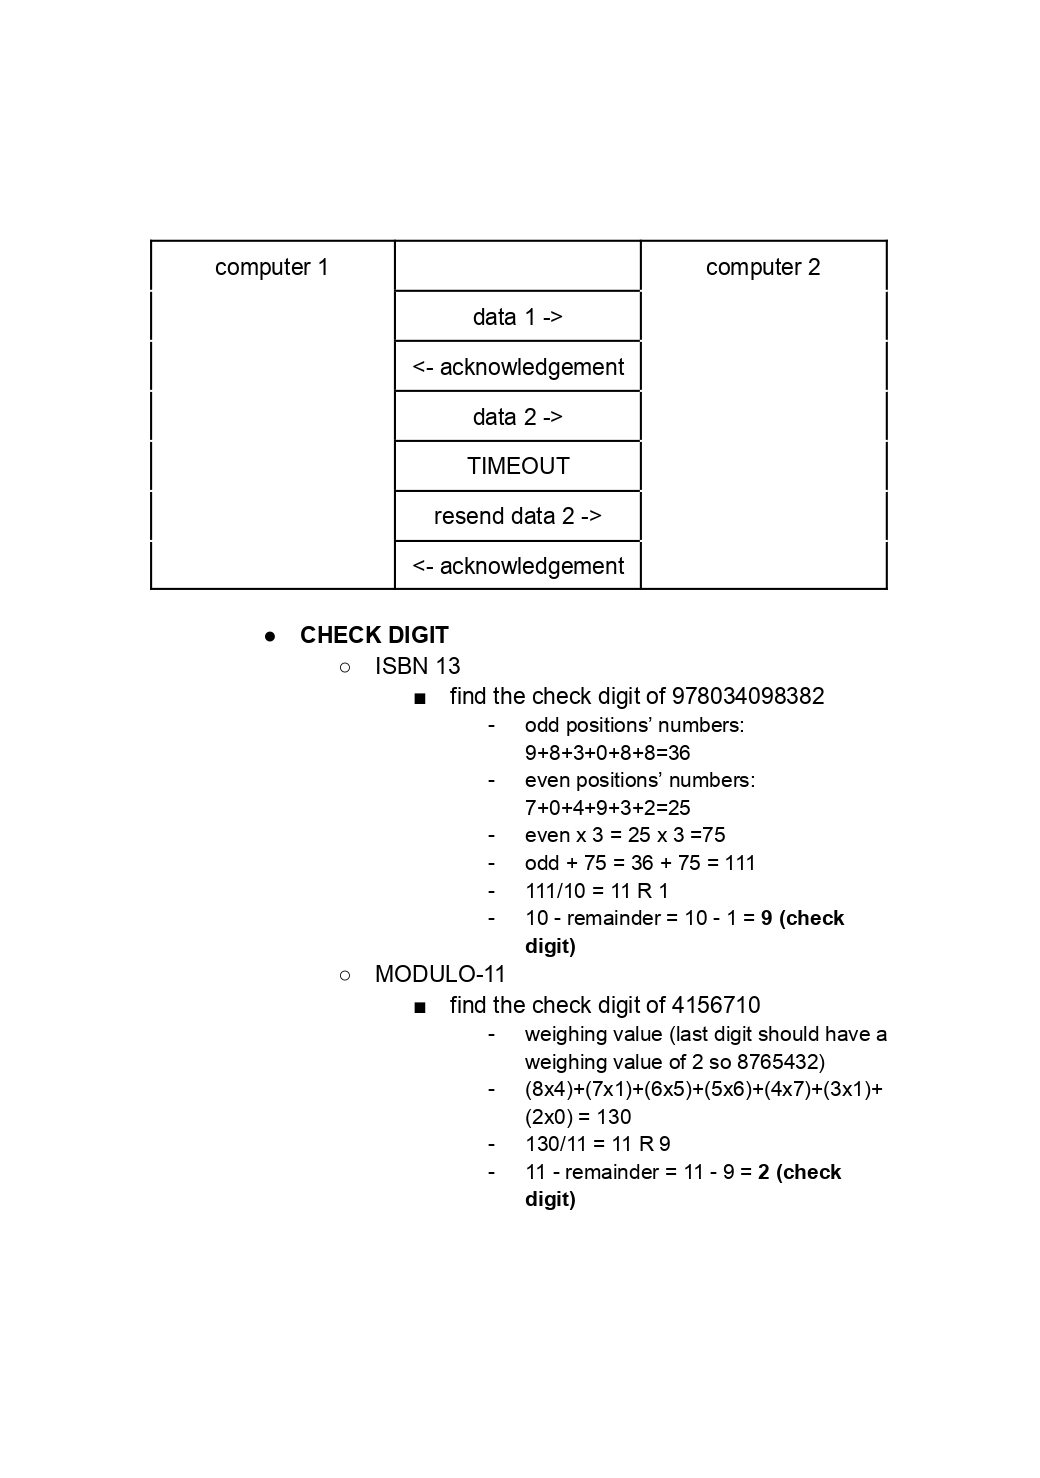 computer 1 computer 2
data 1 ->
<- acknowledgement
data 2 ->
TIMEOUT
resend data 2 ->
<- acknowledgement
● CHECK DIGIT
○ ISBN 13
■ find the check digit of 978034098382
- odd positions’ numbers:
9+8+3+0+8+8=36
- even positions’ numbers:
7+0+4+9+3+2=25
- even x 3 = 25 x 3 =75
- odd + 75 = 36 + 75 = 111
- 111/10 = 11 R 1
- 10 - remainder = 10 - 1 = 9 (check
digit)
○ MODULO-11
■ find the check digit of 4156710
- weighing value (last digit should have a
weighing value of 2 so 8765432)
- (8x4)+(7x1)+(6x5)+(5x6)+(4x7)+(3x1)+
(2x0) = 130
- 130/11 = 11 R 9
- 11 - remainder = 11 - 9 = 2 (check
digit)